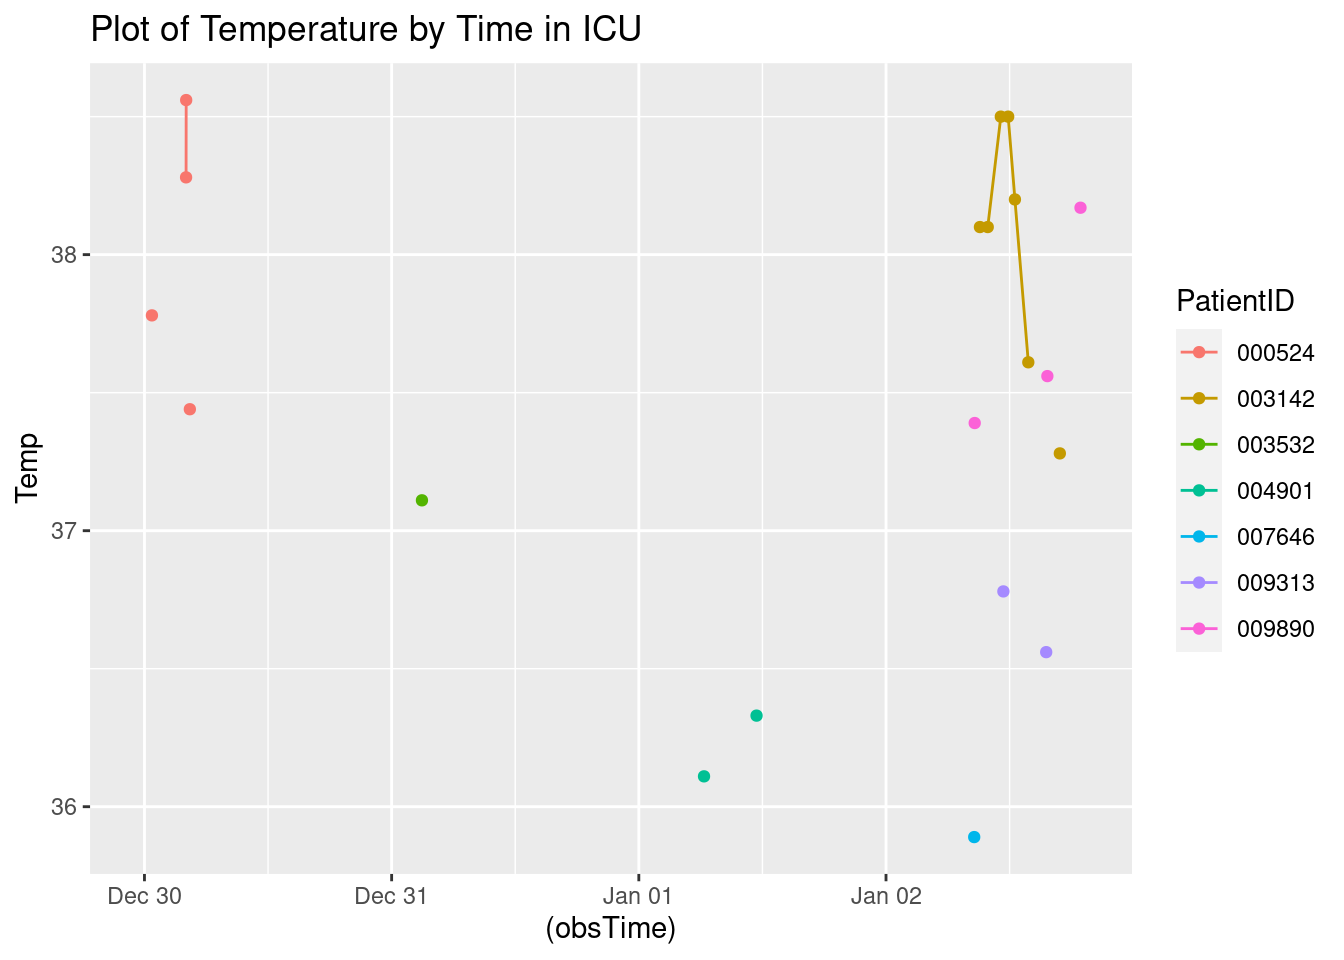 Plot of Temperature by Time in ICU
Temp
38
37
36
Dec 30
Dec 31
Jan 01
Jan 02
(obsTime)
PatientID
000524
003142
003532
004901
007646
009313
009890